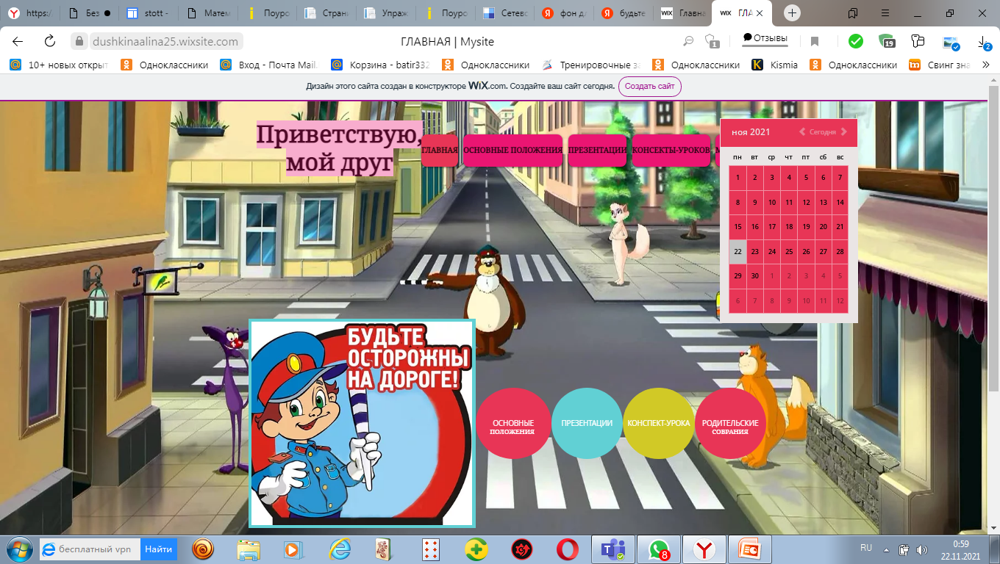 https:/
Без
stott -
Матем
Поуро
Стран
Упраж
Поуро
Сетевс
фон дл
будьте
Главна
ГЛА
dushkinaalina25.wixsite.com
ГЛАВНАЯ | Mysite
1
Отзывы
19
2
10+ новых открыт
Одноклассники
Вход - Почта Mail.
Корзина - batir332
Одноклассники
Тренировочные за
Одноклассники
Kismia
Одноклассники
Свинг зна
Дизайн этого сайта создан в конструкторе WiX.com. Создайте ваш сайт сегодня.
Создать сайт
Приветствую,
мой друг
ГЛАВНАЯ
ОСНОВНЫЕ ПОЛОЖЕНИЯ
ПРЕЗЕНТАЦИИ
КОНСЕКТЫ-УРОКОВ
ноя 2021
Сегодня
пн вт ср чт пт сб вс
1 2 3 4 5 6 7
8 9 10 11 12 13 14
15 16 17 18 19 20 21
22 23 24 25 26 27 28
29 30 1 2 3 4 5
6 7 8 9 10 11 12
БУДЬТЕ
ОСТОРОЖНЫ
НА ДОРОГЕ!
ОСНОВНЫЕ
ПОЛОЖЕНИЯ
ПРЕЗЕНТАЦИИ
КОНСПЕКТ-УРОКА
РОДИТЕЛЬСКИЕ
СОБРАНИЯ
бесплатный vpn
Найти
8
RU
0:59
22.11.2021